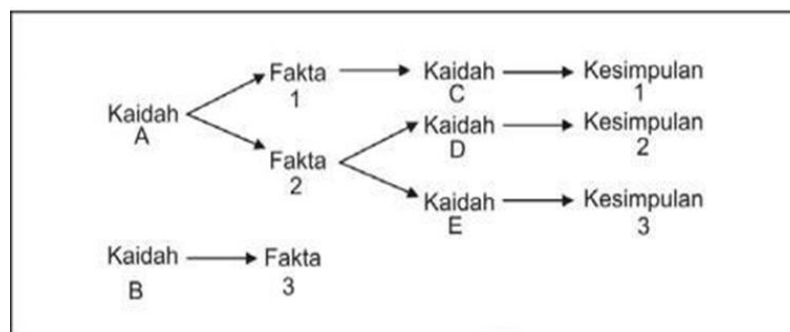 Fakta
1
Kaidah
C
Kesimpulan
1
Kaidah
A
Kaidah
D
Kesimpulan
2
Fakta
2
Kaidah
E
Kesimpulan
3
Kaidah
B
Fakta
3